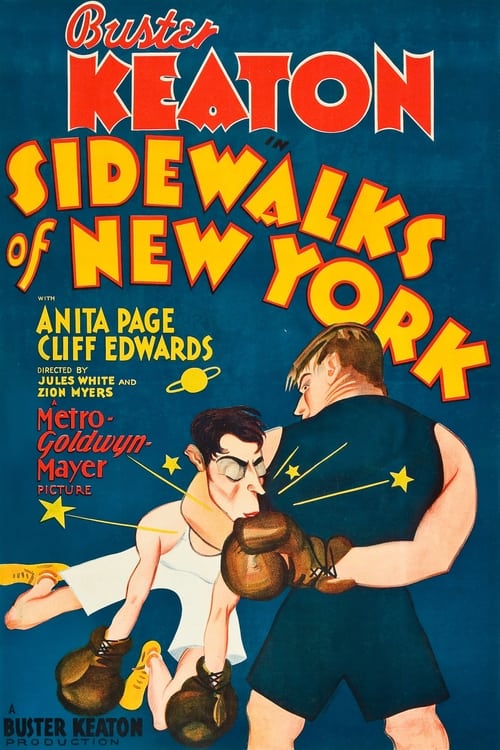 Buster
KEATON
IN
SIDEWALKS
OF NEW YORK
WITH
ANITA PAGE
CLIFF EDWARDS
DIRECTED BY
JULES WHITE AND
ZION MYERS
A
Metro-
Goldwyn-
Mayer
PICTURE
A
BUSTER KEATON
PRODUCTION